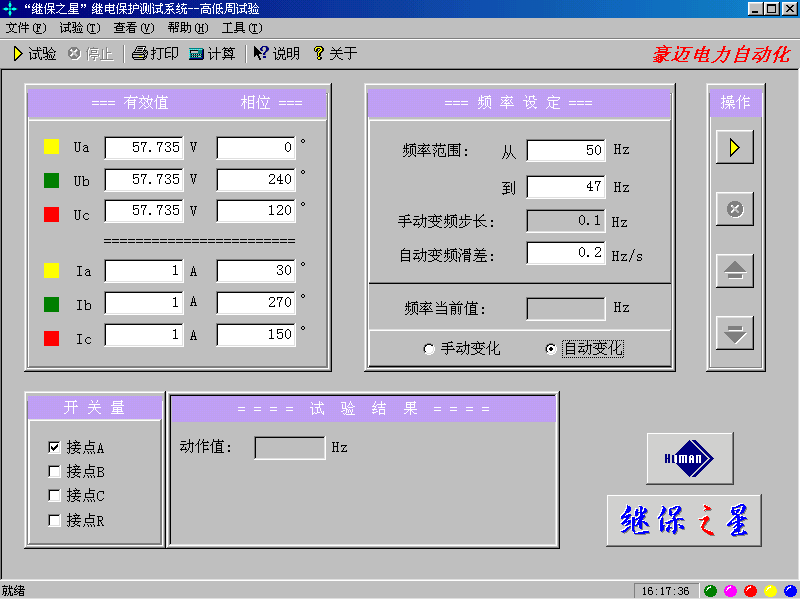 “继保之星”继电保护测试系统--高低周试验
文件(F) 试验(T) 查看(V) 帮助(H) 工具(T)
试验 停止 打印 计算 说明 关于 豪迈电力自动化
=== 有效值 相位 ===
Ua 57.735 V 0 °
Ub 57.735 V 240 °
Uc 57.735 V 120 °
========================
Ia 1 A 30 °
Ib 1 A 270 °
Ic 1 A 150 °
=== 频 率 设 定 ===
频率范围: 从 50 Hz
到 47 Hz
手动变频步长: 0.1 Hz
自动变频滑差: 0.2 Hz/s
频率当前值: Hz
手动变化 自动变化
操作
开 关 量
接点A
接点B
接点C
接点R
==== 试 验 结 果 ====
动作值: Hz
HIMAN
继保之星
就绪 16:17:36